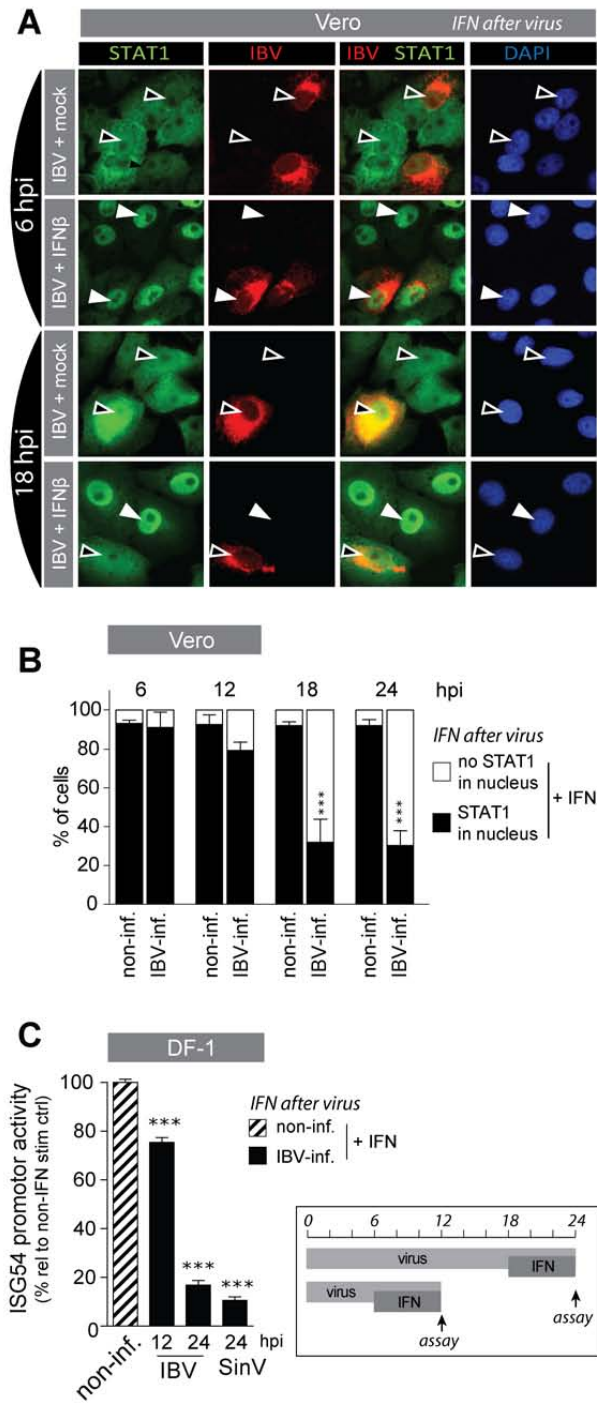 A
Vero IFN after virus
STAT1 IBV IBV STAT1 DAPI
6 hpi
IBV + mock
IBV + IFNβ
18 hpi
IBV + mock
IBV + IFNβ
B
Vero
6 12 18 24 hpi
100
80
60
40
20
0
% of cells
***
***
non-inf.
IBV-inf.
non-inf.
IBV-inf.
non-inf.
IBV-inf.
non-inf.
IBV-inf.
IFN after virus
no STAT1
in nucleus
STAT1
in nucleus
+ IFN
C
DF-1
ISG54 promotor activity
(% rel to non-IFN stim ctrl)
100
80
60
40
20
0
***
***
***
non-inf.
12 24 24 hpi
IBV SinV
IFN after virus
non-inf.
IBV-inf.
+ IFN
0 6 12 18 24
virus
IFN
virus
IFN
assay
assay